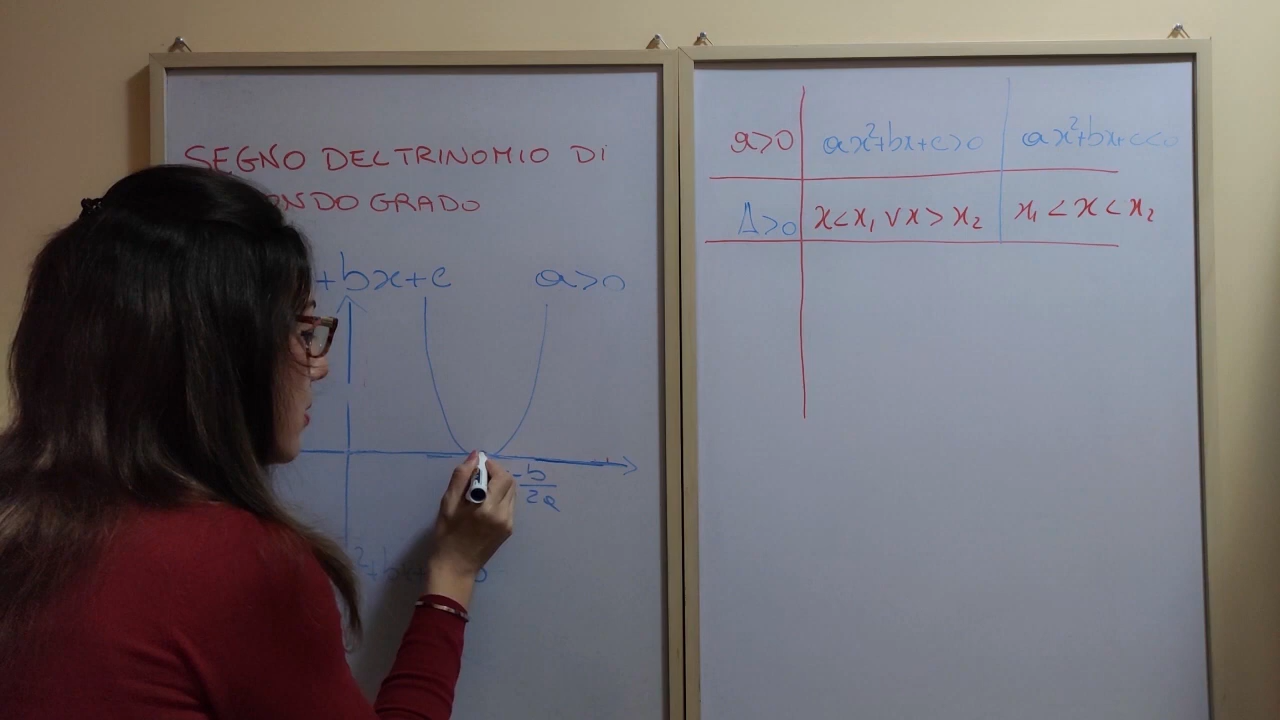 SEGNO DEL TRINOMIO DI
ONDO GRADO
+bx+c a>0
-b
2a
a>0 ax²+bx+c>0 ax²+bx+c<0
Δ>0 x<x₁ ∨ x>x₂ x₁<x<x₂